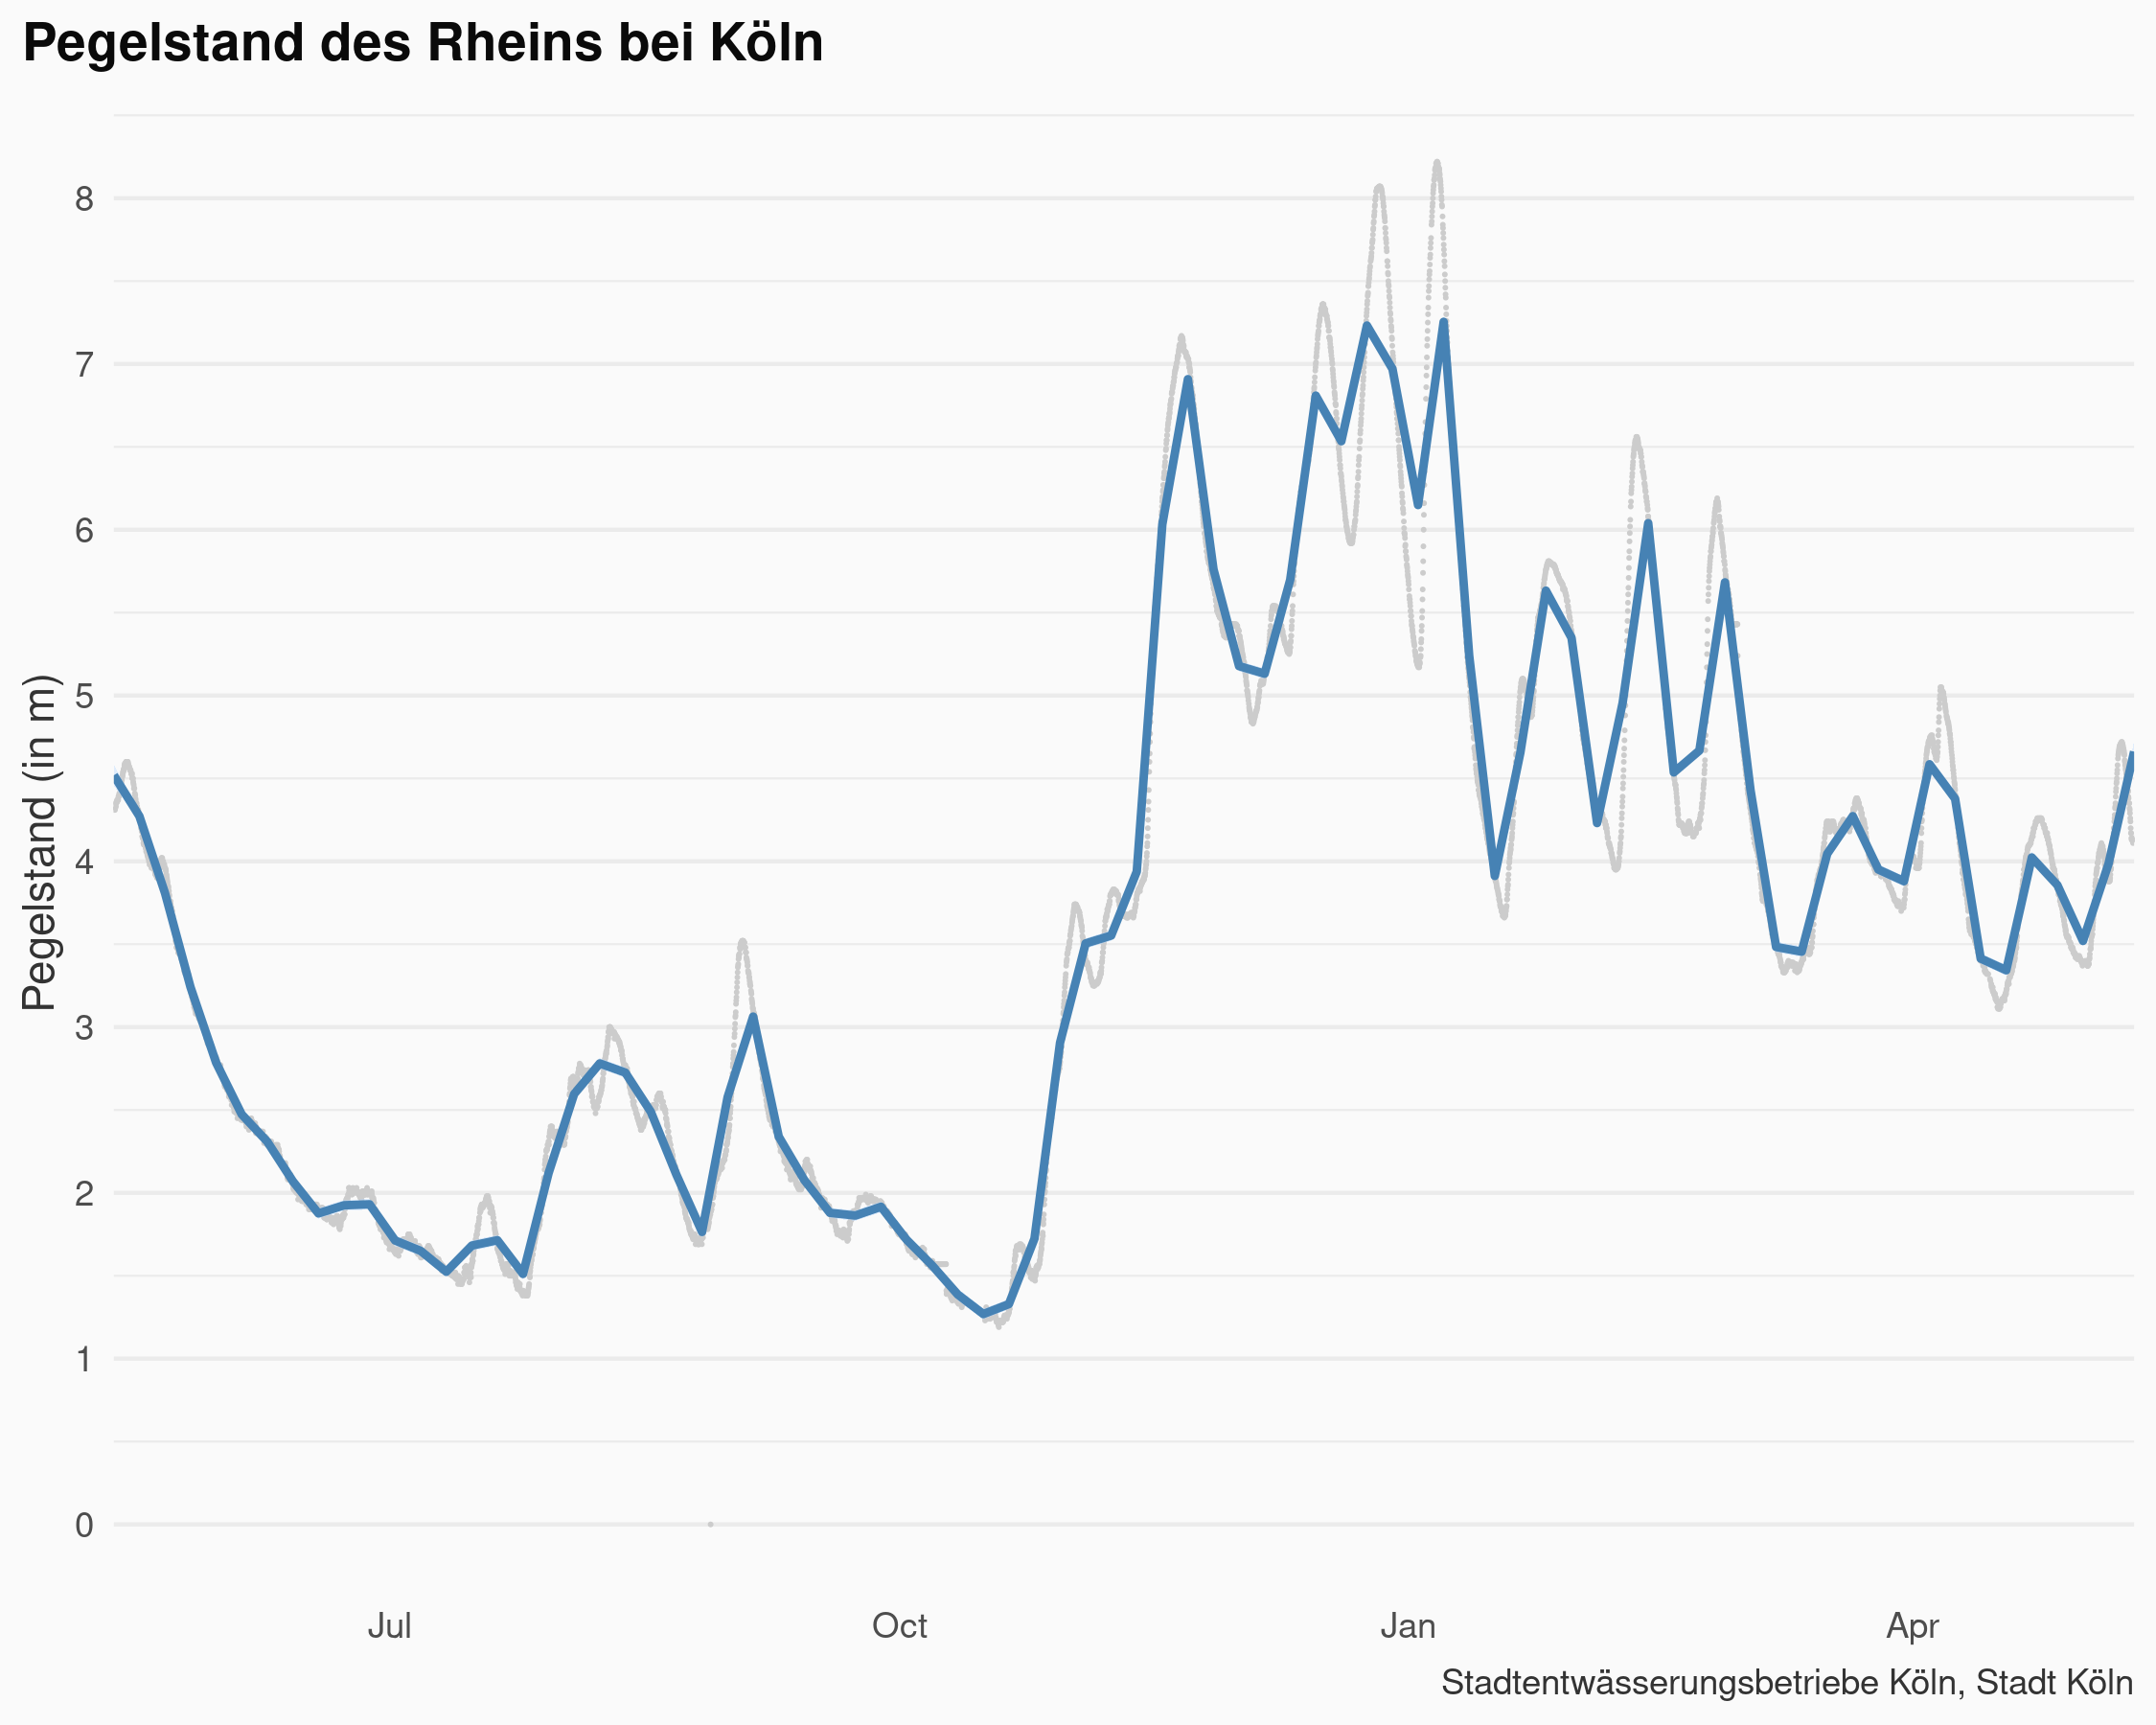 Pegelstand des Rheins bei Köln
Pegelstand (in m)
8
7
6
5
4
3
2
1
0
Jul Oct Jan Apr
Stadtentwässerungsbetriebe Köln, Stadt Köln